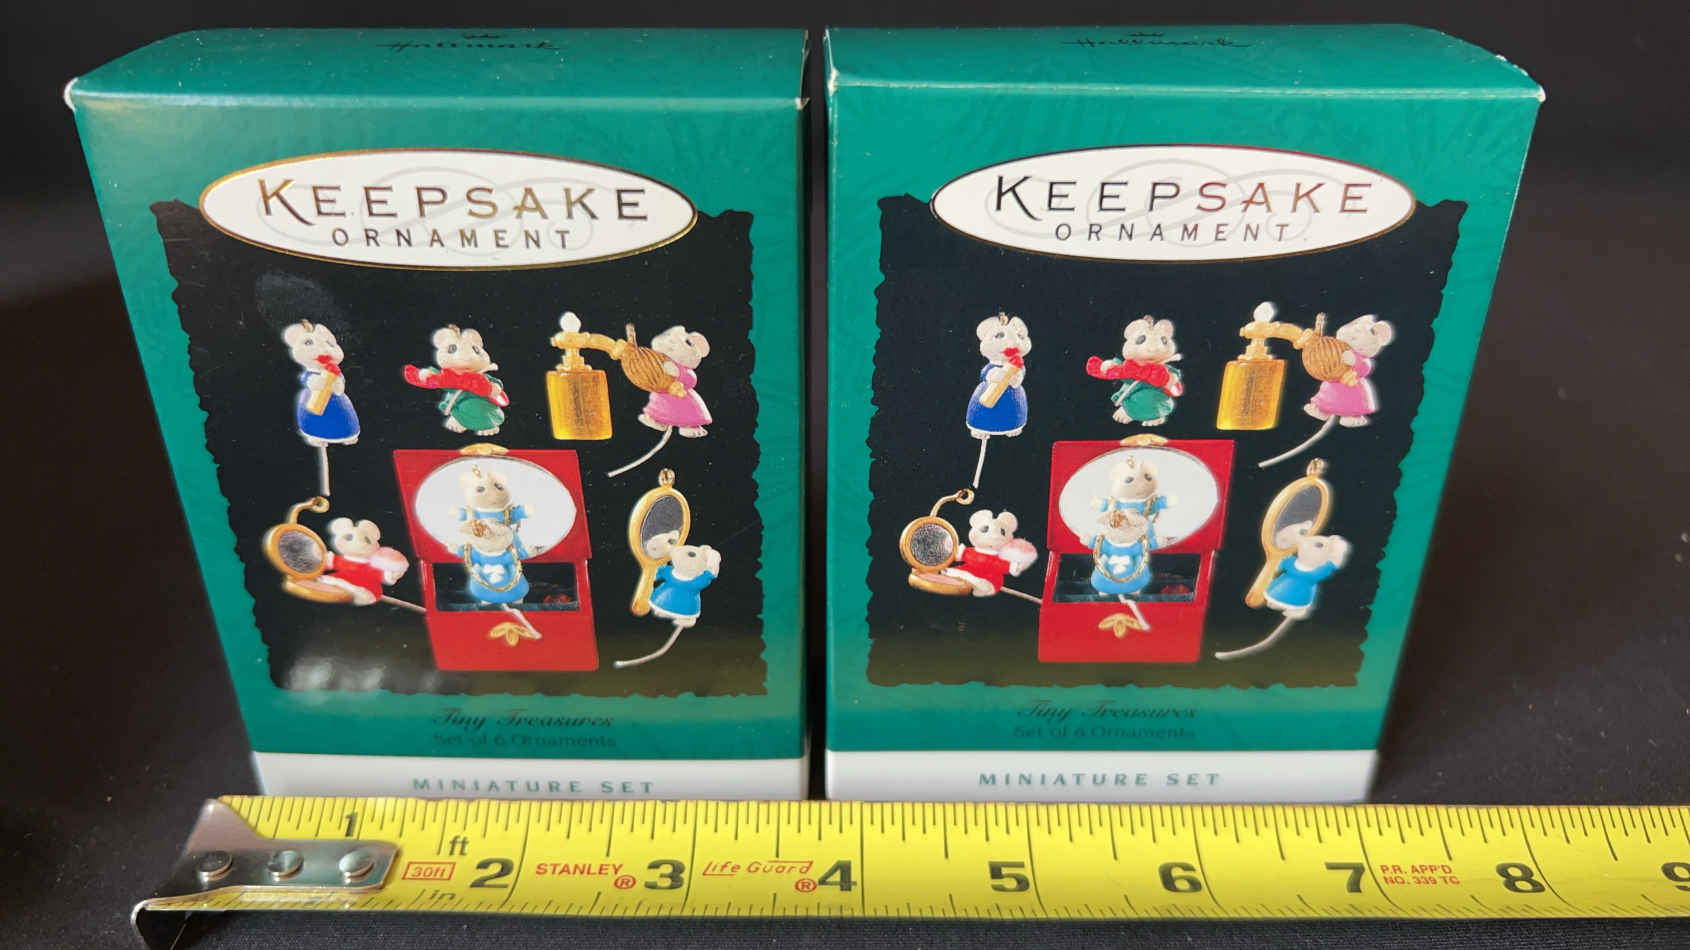 Hallmark
KEEPSAKE
ORNAMENT
Tiny Treasures
Set of 6 Ornaments
MINIATURE SET
Hallmark
KEEPSAKE
ORNAMENT
Tiny Treasures
Set of 6 Ornaments
MINIATURE SET
1 ft 30ft in 2 STANLEY® 3 Life Guard® 4 5 6 7 P.R. APP'D NO. 339 TC 8 9